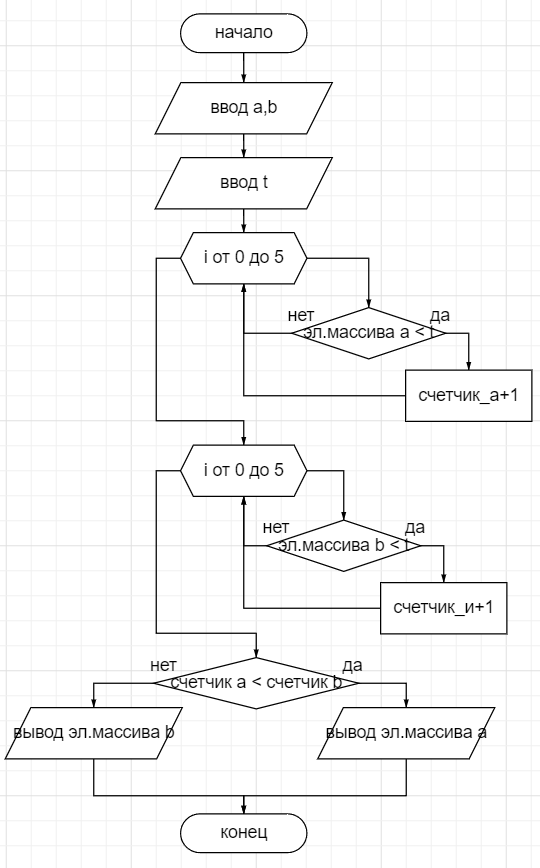 начало
ввод a,b
ввод t
i от 0 до 5
нет
да
эл.массива a < t
счетчик_a+1
i от 0 до 5
нет
да
эл.массива b < t
счетчик_и+1
нет
да
счетчик a < счетчик b
вывод эл.массива b
вывод эл.массива a
конец